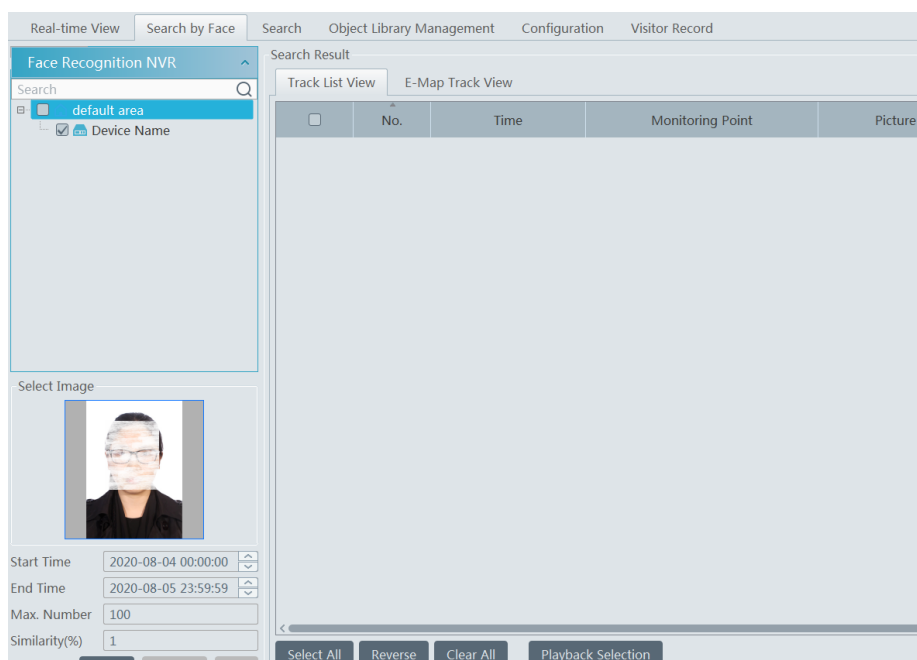 Real-time View Search by Face Search Object Library Management Configuration Visitor Record
Face Recognition NVR
Search
default area
Device Name
Select Image
Start Time 2020-08-04 00:00:00
End Time 2020-08-05 23:59:59
Max. Number 100
Similarity(%) 1
Search Result
Track List View E-Map Track View
No. Time Monitoring Point Picture
Select All Reverse Clear All Playback Selection